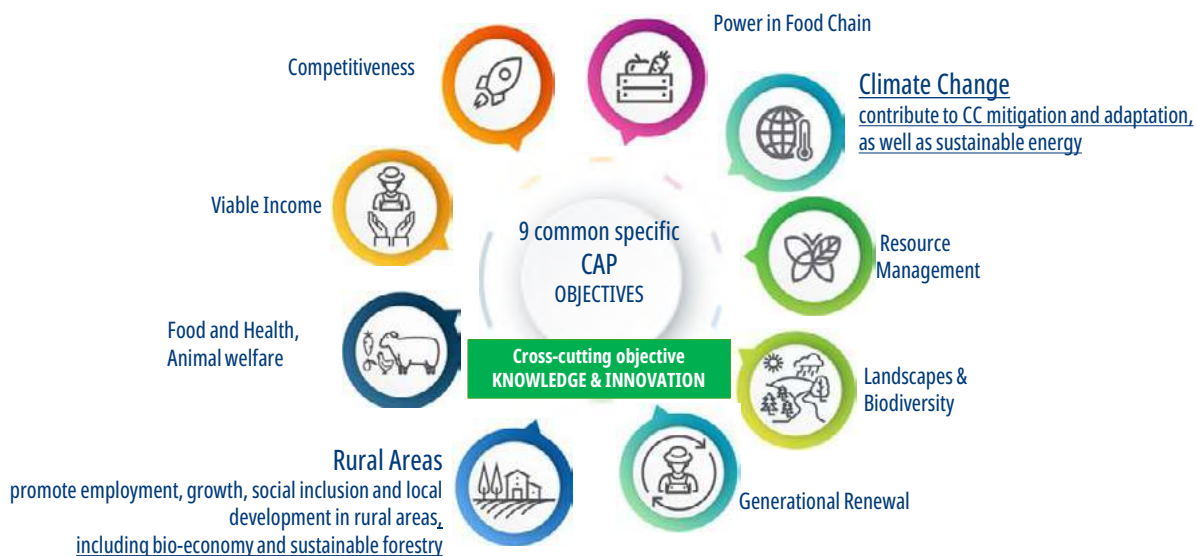 Power in Food Chain
Competitiveness
Climate Change
contribute to CC mitigation and adaptation,
as well as sustainable energy
Viable Income
9 common specific
CAP
OBJECTIVES
Resource
Management
Food and Health,
Animal welfare
Cross-cutting objective
KNOWLEDGE & INNOVATION
Landscapes &
Biodiversity
Rural Areas
promote employment, growth, social inclusion and local
development in rural areas,
including bio-economy and sustainable forestry
Generational Renewal